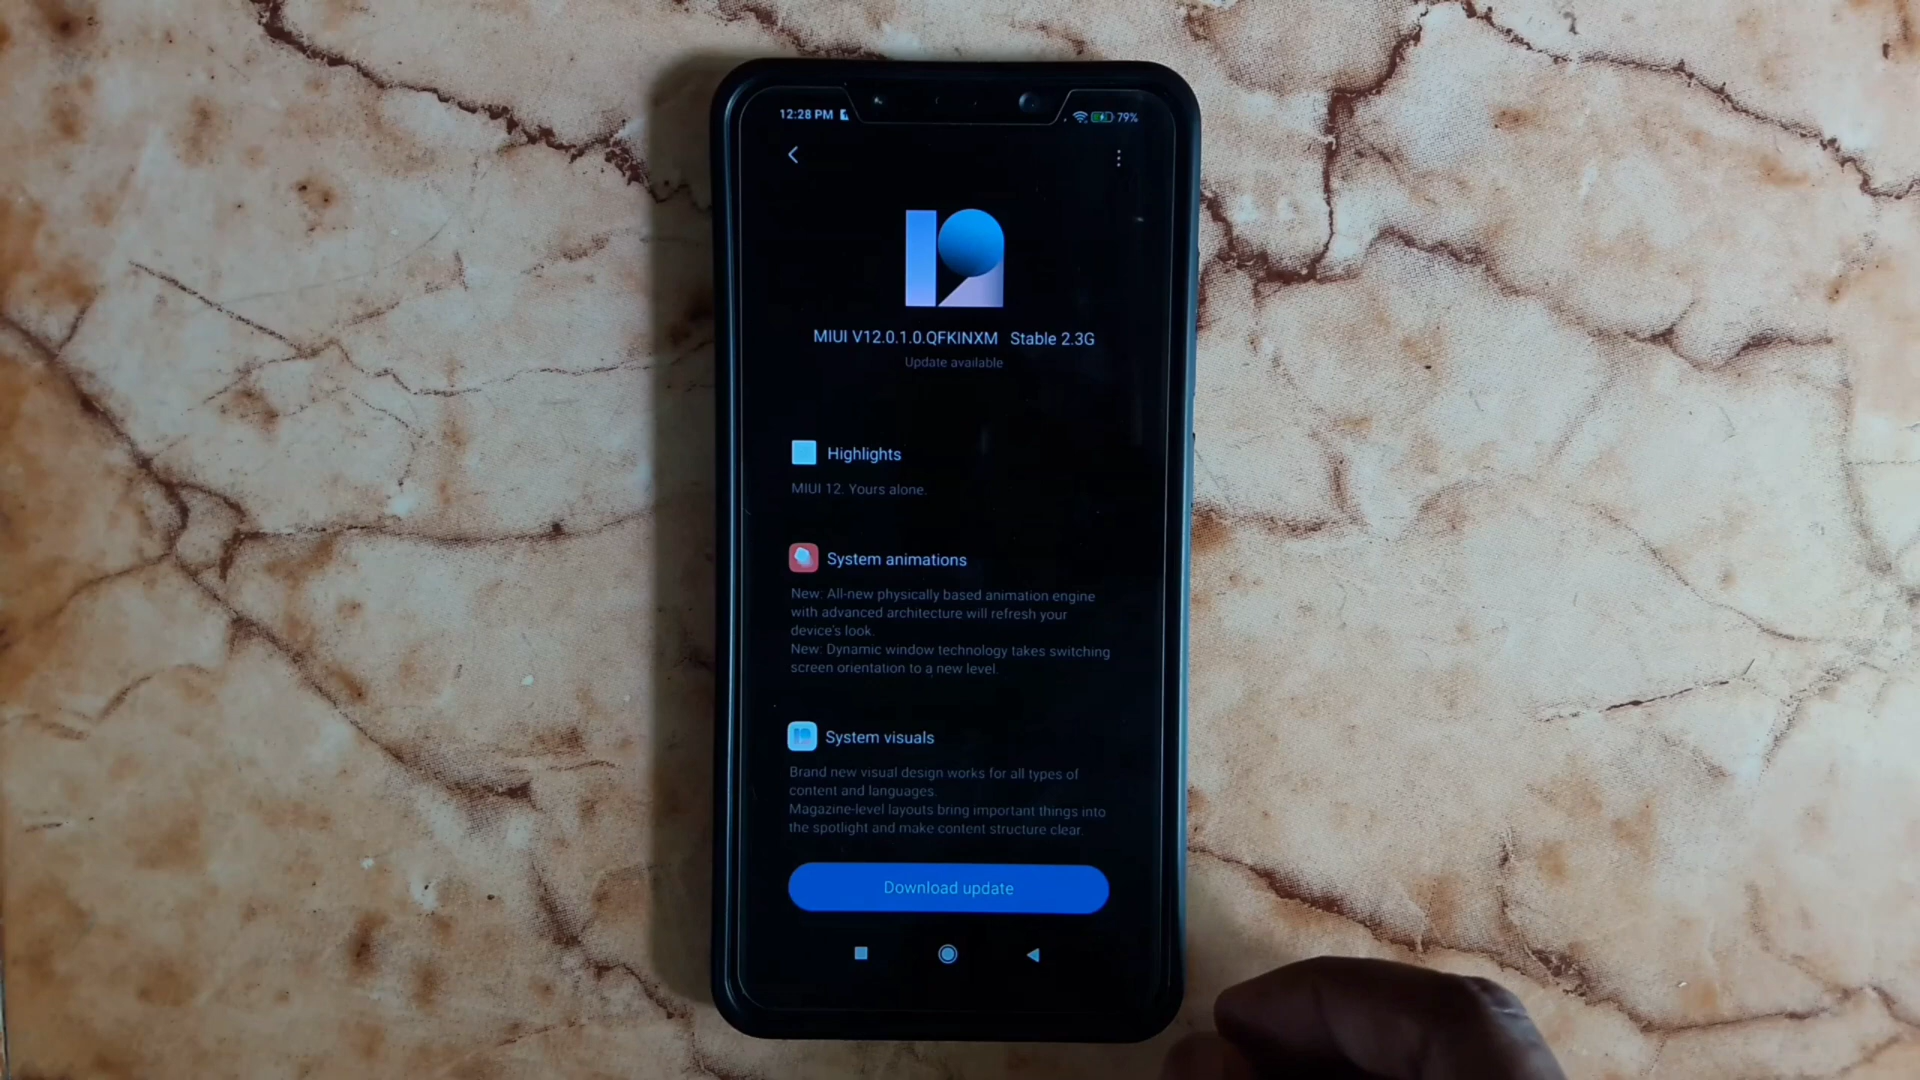 12:28 PM
79%
MIUI V12.0.1.0.QFKINXM Stable 2.3G
Update available
Highlights
MIUI 12. Yours alone.
System animations
New: All-new physically based animation engine
with advanced architecture will refresh your
device's look.
New: Dynamic window technology takes switching
screen orientation to a new level.
System visuals
Brand new visual design works for all types of
content and languages.
Magazine-level layouts bring important things into
the spotlight and make content structure clear.
Download update